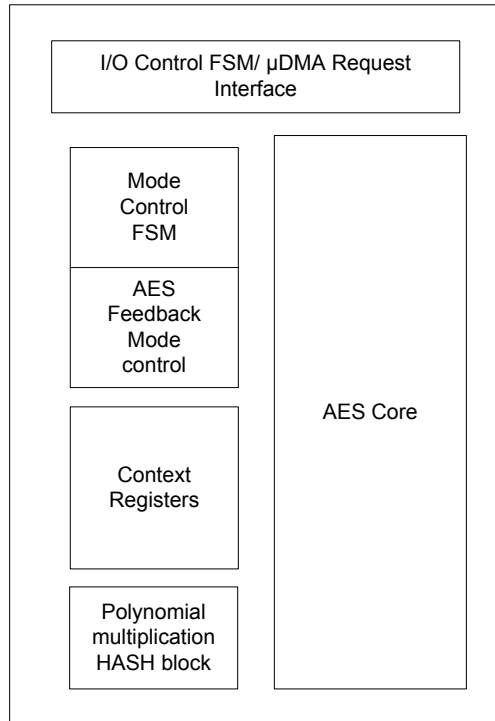 I/O Control FSM/ µDMA Request
Interface
Mode
Control
FSM
AES
Feedback
Mode
control
Context
Registers
Polynomial
multiplication
HASH block
AES Core